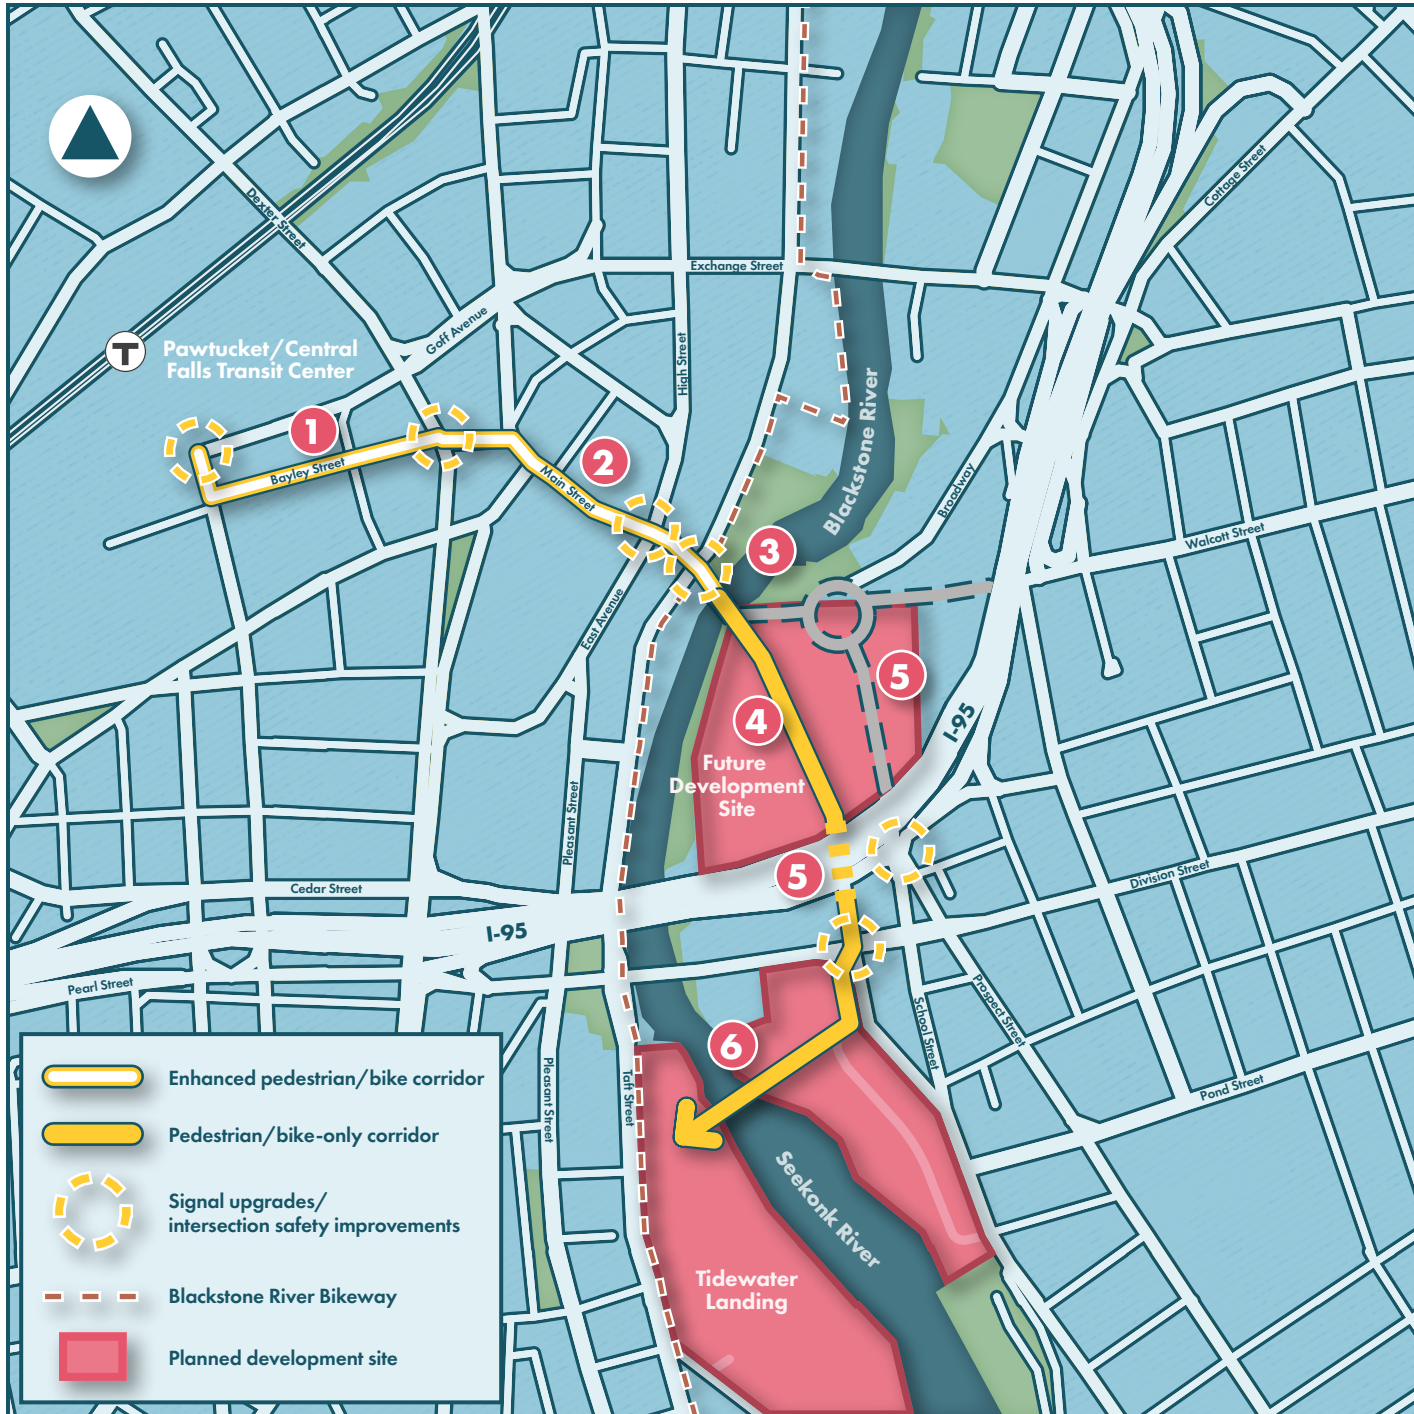 Dexter Street
Cottage Street
Exchange Street
Goff Avenue
T
Pawtucket/Central
Falls Transit Center
High Street
Blackstone River
1
Bayley Street
2
Main Street
Broadway
Walcott Street
3
East Avenue
5
I-95
4
Future
Development
Site
Pleasant Street
5
Division Street
Cedar Street
I-95
Pearl Street
School Street
Prospect Street
6
Pleasant Street
Taft Street
Pond Street
Seekonk River
Tidewater
Landing
Enhanced pedestrian/bike corridor
Pedestrian/bike-only corridor
Signal upgrades/
intersection safety improvements
Blackstone River Bikeway
Planned development site